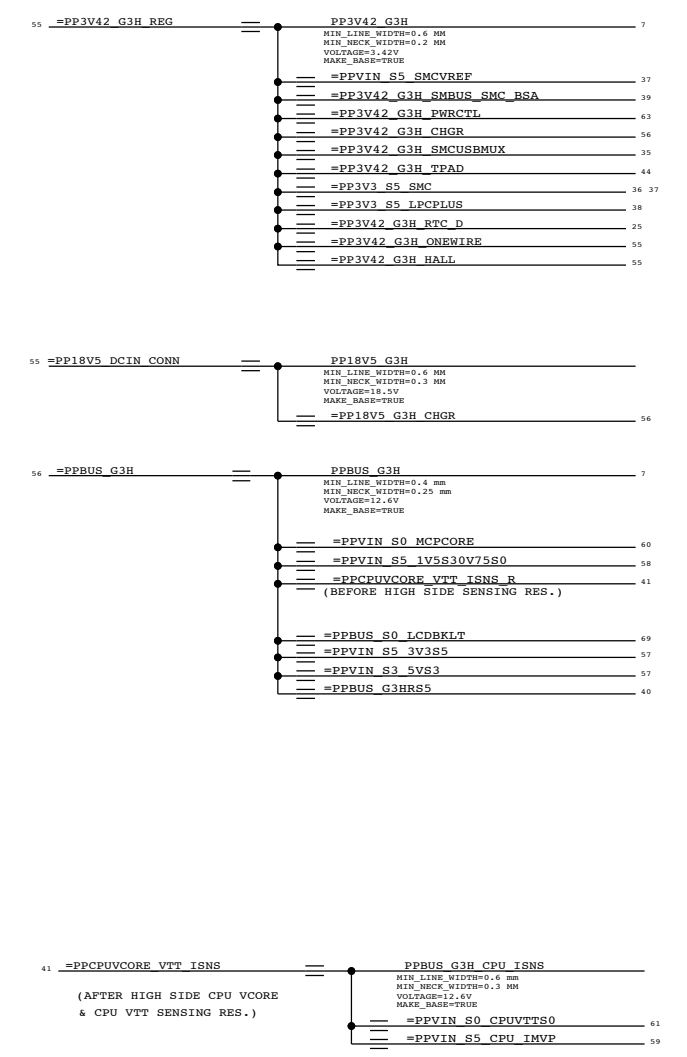 55 =PP3V42_G3H_REG PP3V42_G3H 7
MIN_LINE_WIDTH=0.6 MM
MIN_NECK_WIDTH=0.2 MM
VOLTAGE=3.42V
MAKE_BASE=TRUE
=PPVIN_S5_SMCVREF 37
=PP3V42_G3H_SMBUS_SMC_BSA 39
=PP3V42_G3H_PWRCTL 63
=PP3V42_G3H_CHGR 56
=PP3V42_G3H_SMCUSBMUX 35
=PP3V42_G3H_TPAD 44
=PP3V3_S5_SMC 36 37
=PP3V3_S5_LPCPLUS 38
=PP3V42_G3H_RTC_D 25
=PP3V42_G3H_ONEWIRE 55
=PP3V42_G3H_HALL 55
55 =PP18V5_DCIN_CONN PP18V5_G3H
MIN_LINE_WIDTH=0.6 MM
MIN_NECK_WIDTH=0.3 MM
VOLTAGE=18.5V
MAKE_BASE=TRUE
=PP18V5_G3H_CHGR 56
56 =PPBUS_G3H PPBUS_G3H 7
MIN_LINE_WIDTH=0.4 mm
MIN_NECK_WIDTH=0.25 mm
VOLTAGE=12.6V
MAKE_BASE=TRUE
=PPVIN_S0_MCPCORE 60
=PPVIN_S5_1V5S30V75S0 58
=PPCPUVCORE_VTT_ISNS_R 41
(BEFORE HIGH SIDE SENSING RES.)
=PPBUS_S0_LCDBKLT 69
=PPVIN_S5_3V3S5 57
=PPVIN_S3_5VS3 57
=PPBUS_G3HRS5 40
41 =PPCPUVCORE_VTT_ISNS PPBUS_G3H_CPU_ISNS
MIN_LINE_WIDTH=0.6 mm
MIN_NECK_WIDTH=0.3 MM
VOLTAGE=12.6V
MAKE_BASE=TRUE
(AFTER HIGH SIDE CPU VCORE
& CPU VTT SENSING RES.)
=PPVIN_S0_CPUVTTS0 61
=PPVIN_S5_CPU_IMVP 59